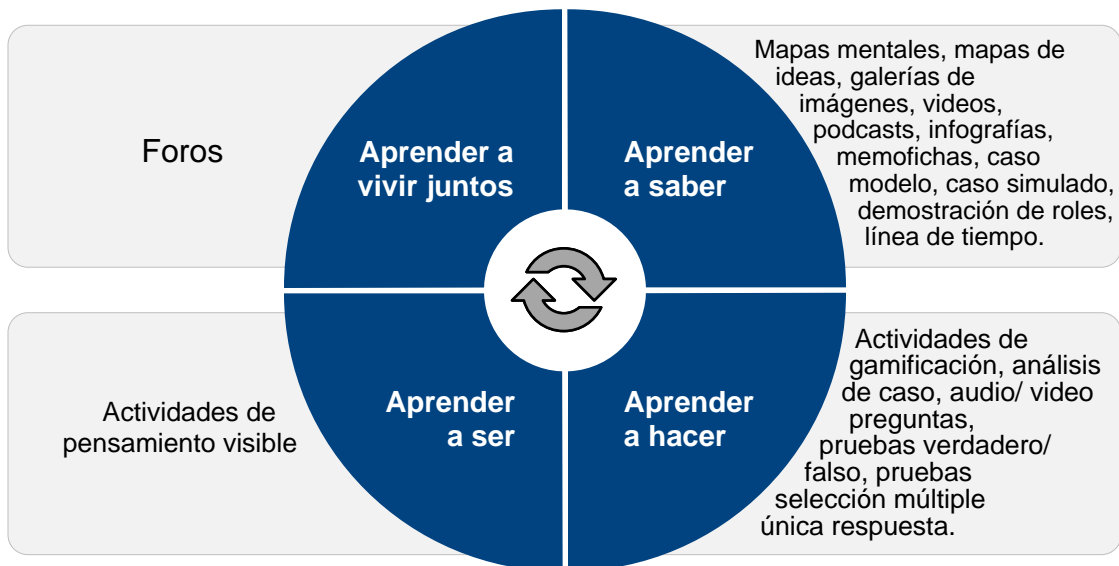 Foros
Aprender a
vivir juntos
Aprender
a saber
Mapas mentales, mapas de
ideas, galerías de
imágenes, videos,
podcasts, infografías,
memofichas, caso
modelo, caso simulado,
demostración de roles,
línea de tiempo.
Actividades de
pensamiento visible
Aprender
a ser
Aprender
a hacer
Actividades de
gamificación, análisis
de caso, audio/ video
preguntas,
pruebas verdadero/
falso, pruebas
selección múltiple
única respuesta.